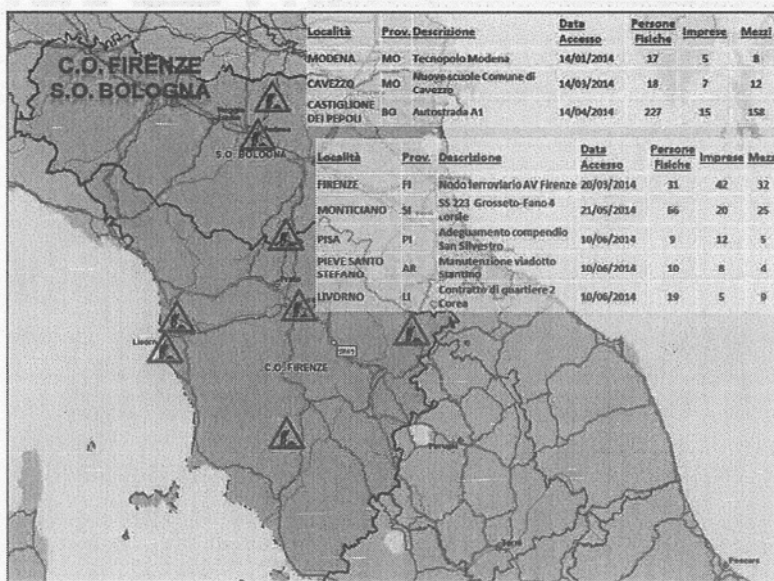 C.O. FIRENZE
S.O. BOLOGNA
Località Prov. Descrizione Data Accesso Persone Fisiche Imprese Mezzi
MODENA MO Tecnopolo Modena 14/01/2014 17 5 8
CAVEZZO MO Nuove scuole Comune di Cavezzo 14/03/2014 18 7 12
CASTIGLIONE DEI PEPOLI BO Autostrada A1 14/04/2014 227 15 158
S.O. BOLOGNA
Località Prov. Descrizione Data Accesso Persone Fisiche Imprese Mezzi
FIRENZE FI Nodo ferroviario AV Firenze 20/03/2014 31 42 32
MONTICIANO SI SS 223 Grosseto-Fano 4 corsie 21/05/2014 66 20 25
PISA PI Adeguamento compendio San Silvestro 10/06/2014 9 12 5
PIEVE SANTO STEFANO AR Manutenzione viadotto Stantino 10/06/2014 10 8 4
LIVORNO LI Contratto di quartiere 2 Corea 10/06/2014 19 5 9
Prato
Livorn
C.O. FIRENZE
Perugia
Terni
Pescara